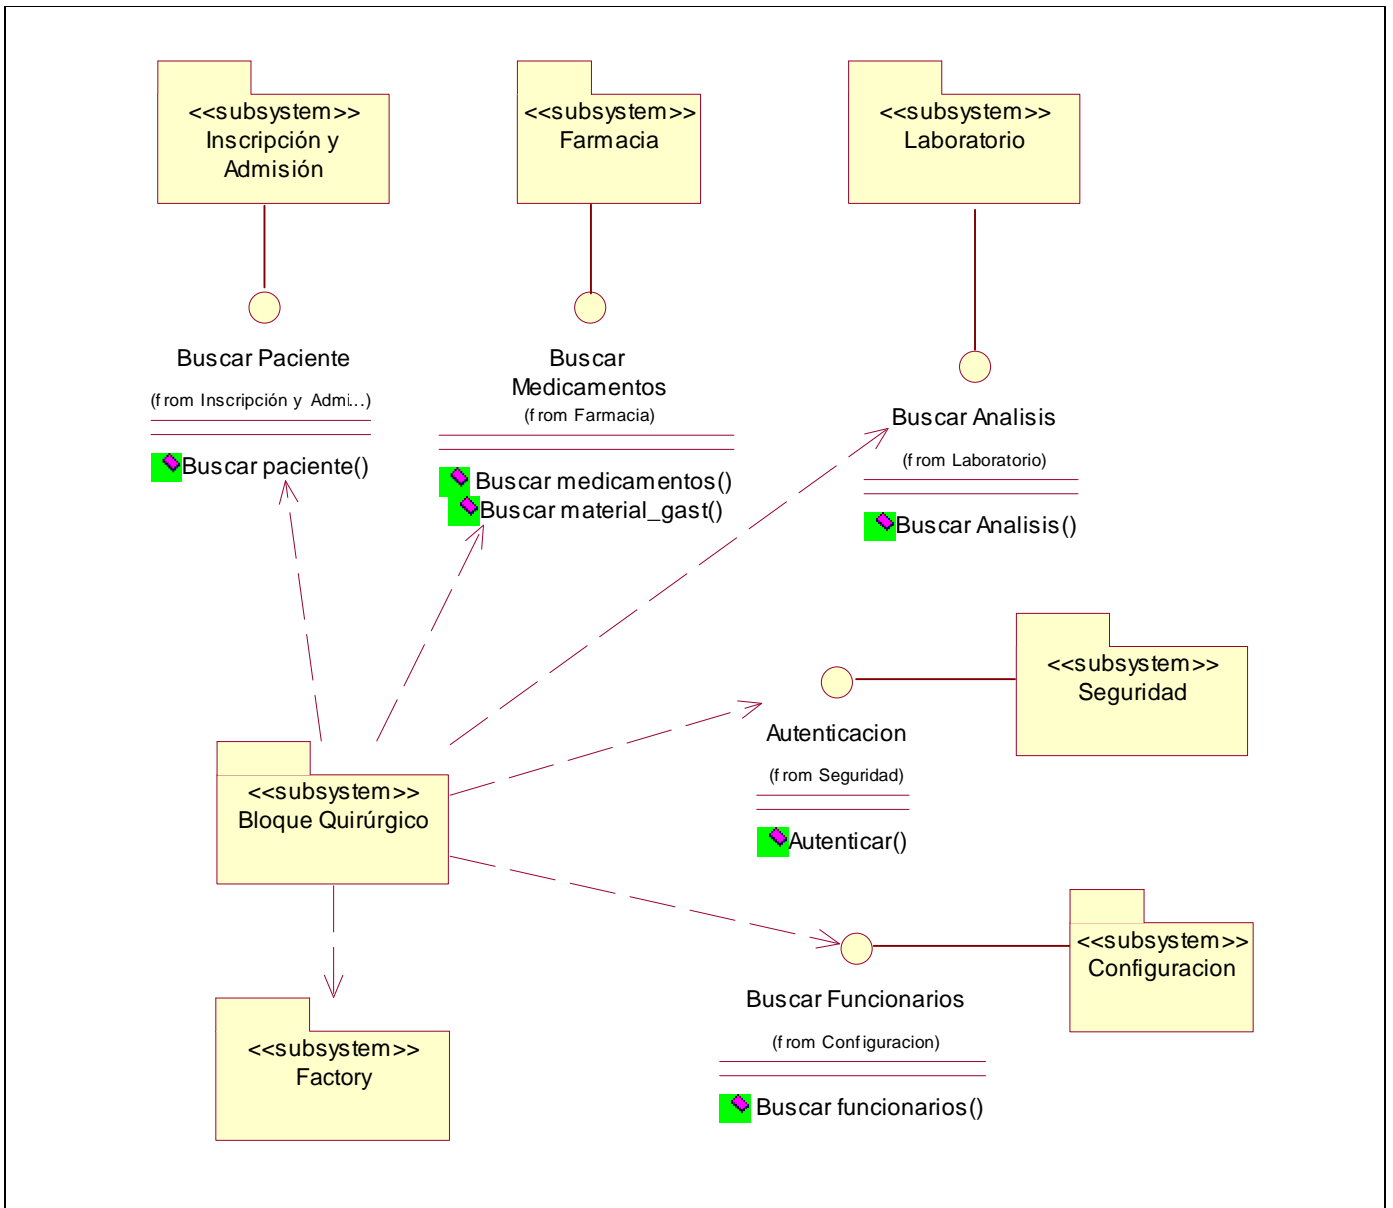 <<subsystem>>
Inscripción y
Admisión
<<subsystem>>
Farmacia
<<subsystem>>
Laboratorio
Buscar Paciente
(from Inscripción y Admi...)
Buscar paciente()
Buscar
Medicamentos
(from Farmacia)
Buscar medicamentos()
Buscar material_gast()
Buscar Analisis
(from Laboratorio)
Buscar Analisis()
<<subsystem>>
Seguridad
Autenticacion
(from Seguridad)
Autenticar()
<<subsystem>>
Bloque Quirúrgico
<<subsystem>>
Configuracion
Buscar Funcionarios
(from Configuracion)
Buscar funcionarios()
<<subsystem>>
Factory